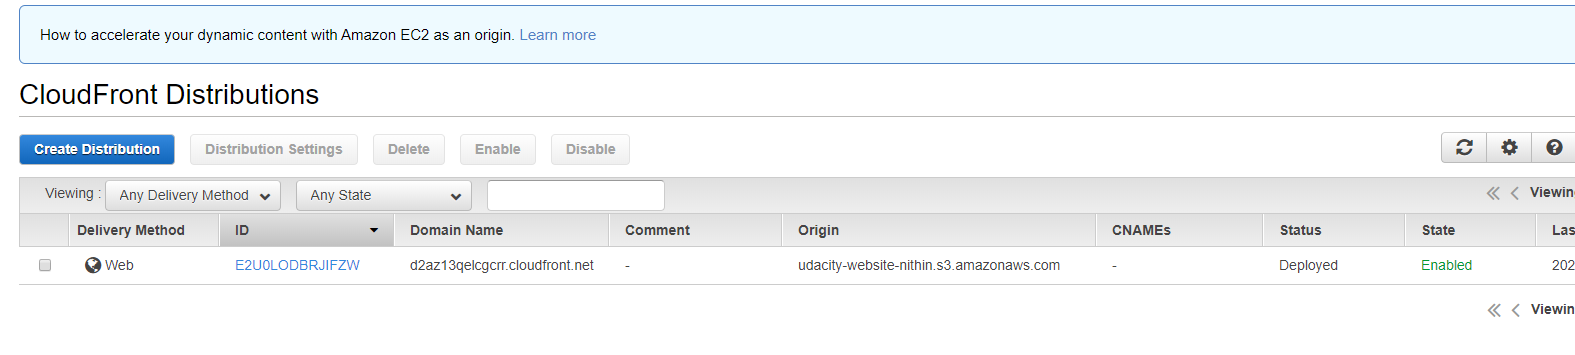 How to accelerate your dynamic content with Amazon EC2 as an origin. Learn more
CloudFront Distributions
Create Distribution Distribution Settings Delete Enable Disable
Viewing : Any Delivery Method Any State Viewin
Delivery Method ID Domain Name Comment Origin CNAMEs Status State Las
Web E2U0LODBRJIFZW d2az13qelcgcrr.cloudfront.net - udacity-website-nithin.s3.amazonaws.com - Deployed Enabled 202
Viewin